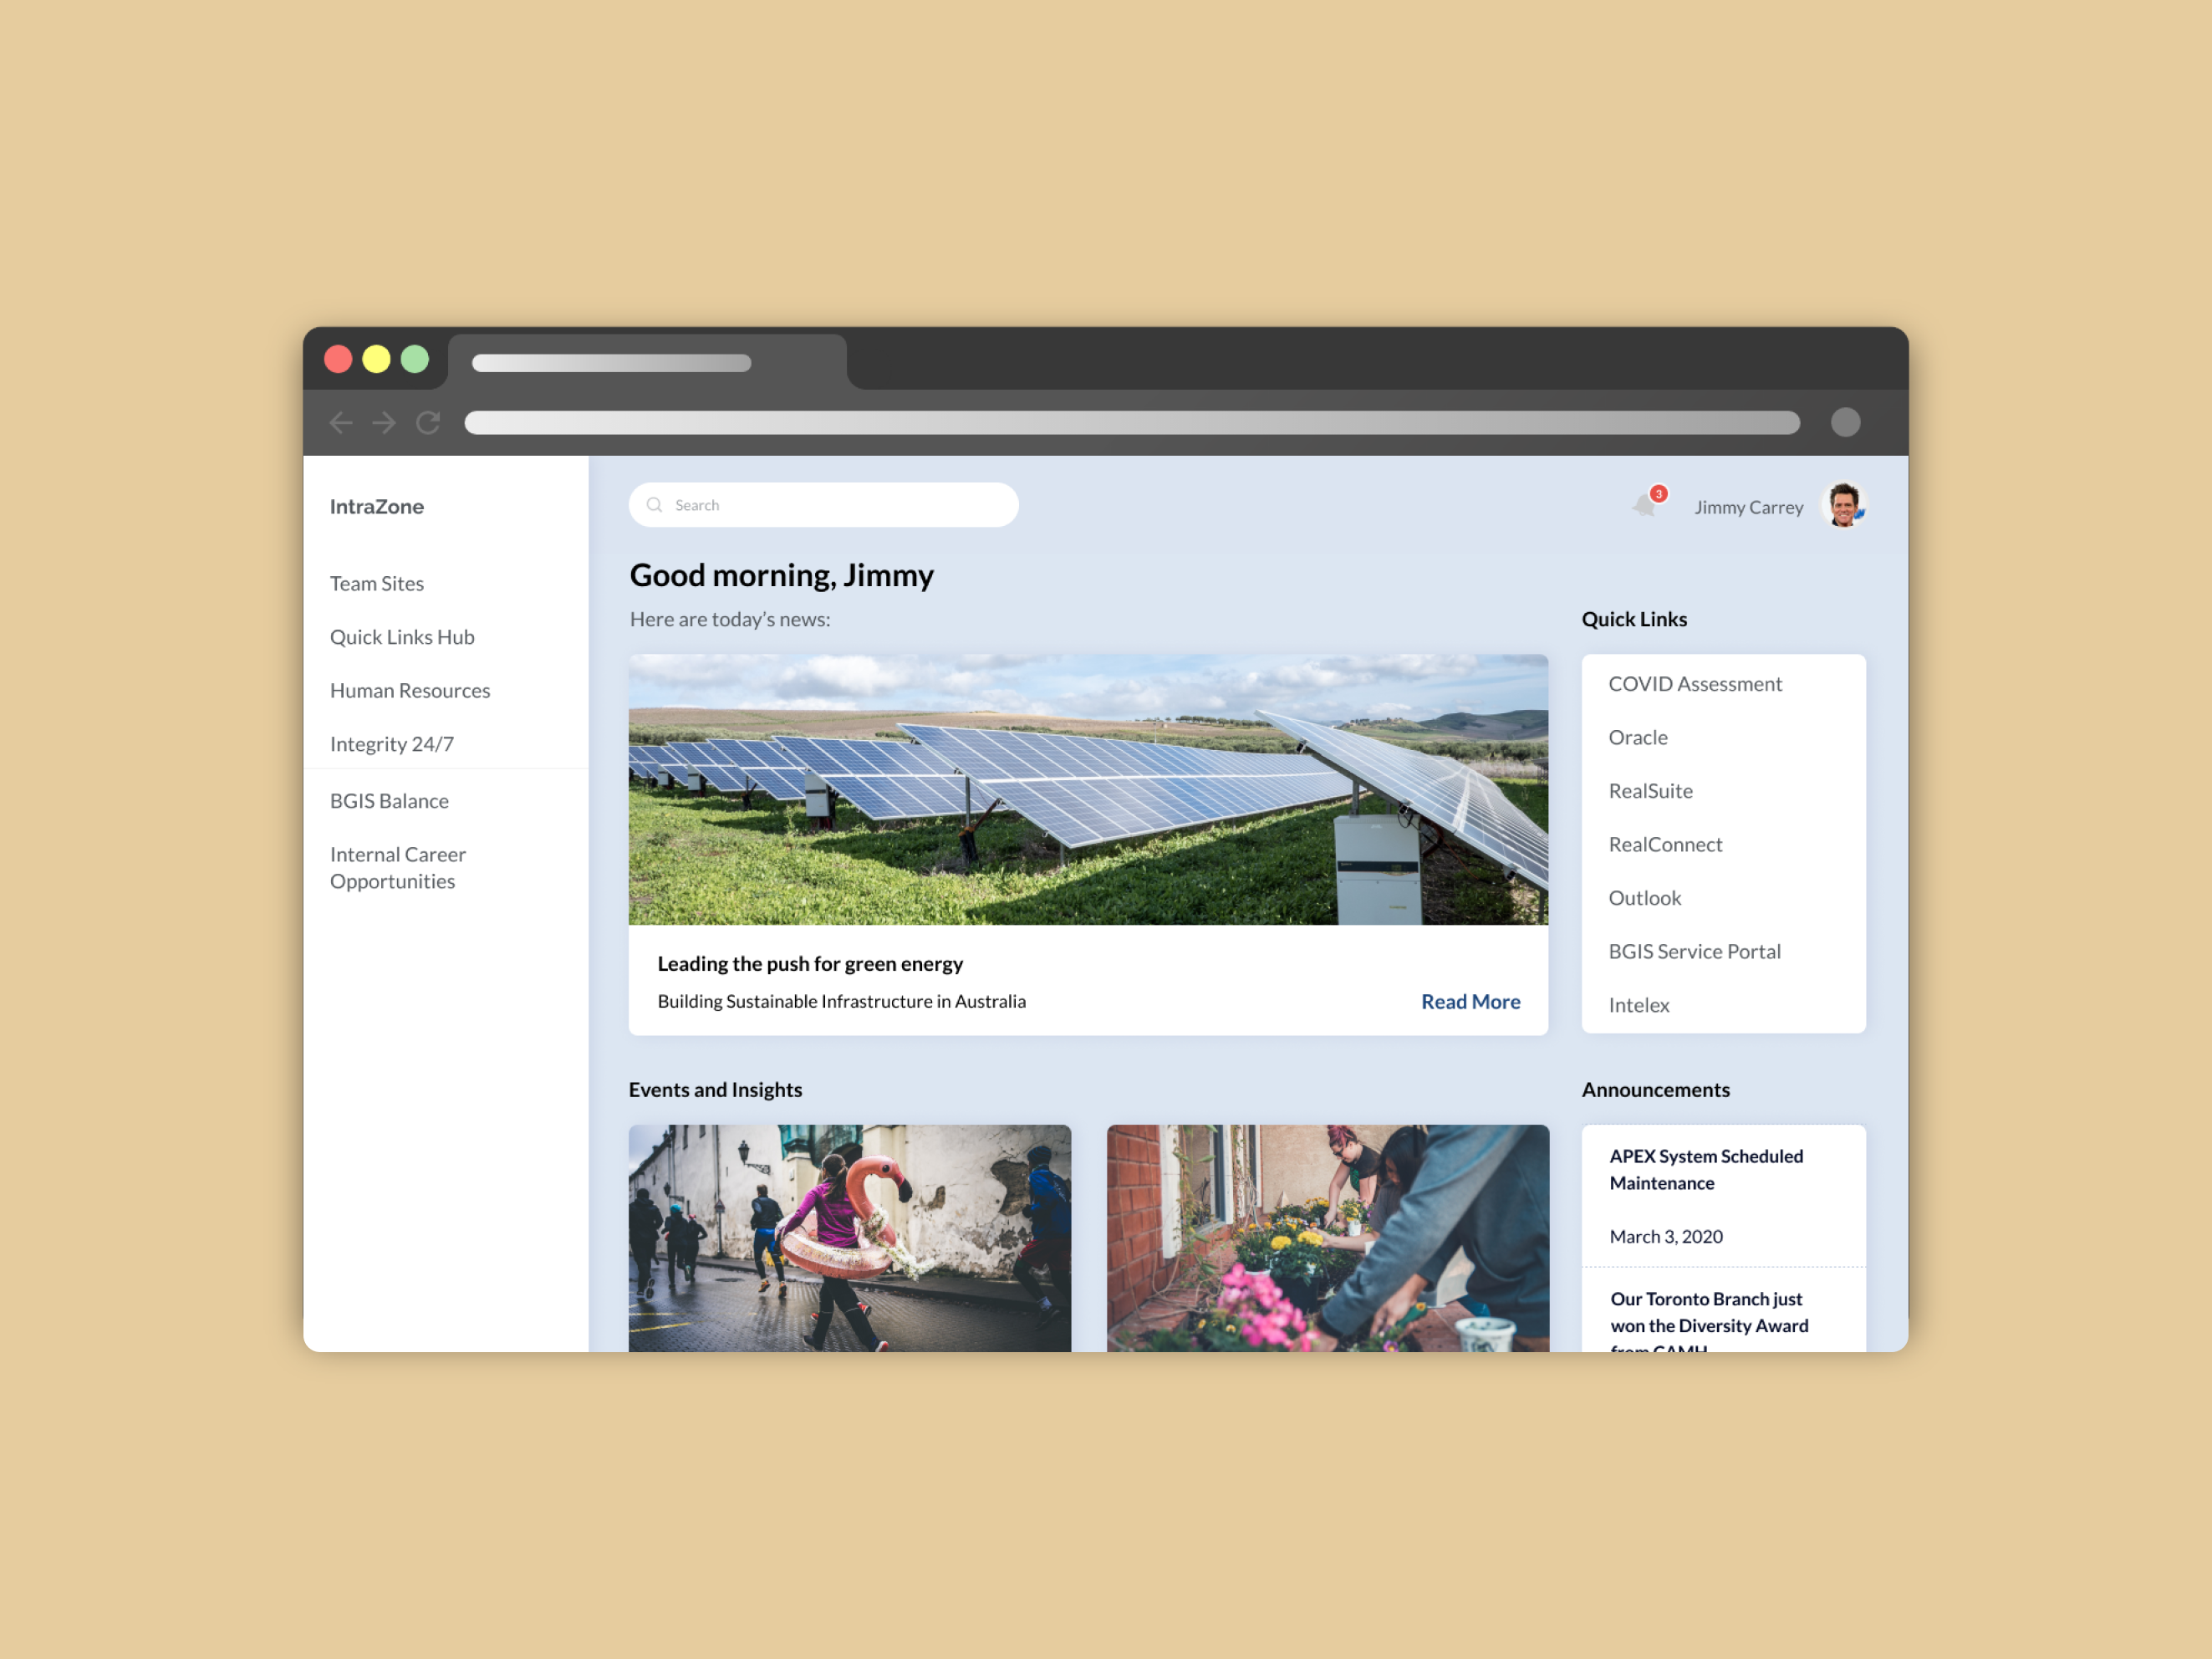 IntraZone
Team Sites
Quick Links Hub
Human Resources
Integrity 24/7
BGIS Balance
Internal Career
Opportunities
Search
3
Jimmy Carrey
Good morning, Jimmy
Here are today's news:
Leading the push for green energy
Building Sustainable Infrastructure in Australia
Read More
Quick Links
COVID Assessment
Oracle
RealSuite
RealConnect
Outlook
BGIS Service Portal
Intelex
Events and Insights
Announcements
APEX System Scheduled
Maintenance
March 3, 2020
Our Toronto Branch just
won the Diversity Award
from CAMH